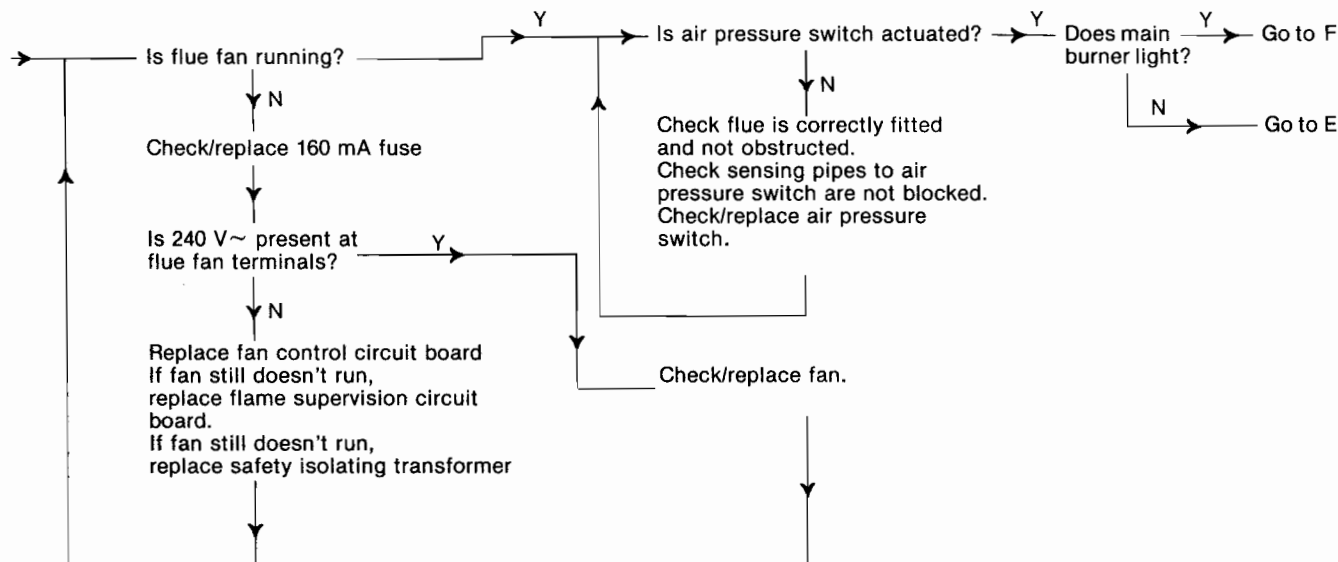 Is flue fan running?
Y
Is air pressure switch actuated?
Y
Does main
burner light?
Y
Go to F
N
Go to E
N
Check flue is correctly fitted
and not obstructed.
Check sensing pipes to air
pressure switch are not blocked.
Check/replace air pressure
switch.
N
Check/replace 160 mA fuse
Is 240 V~ present at
flue fan terminals?
Y
Check/replace fan.
N
Replace fan control circuit board
If fan still doesn't run,
replace flame supervision circuit
board.
If fan still doesn't run,
replace safety isolating transformer